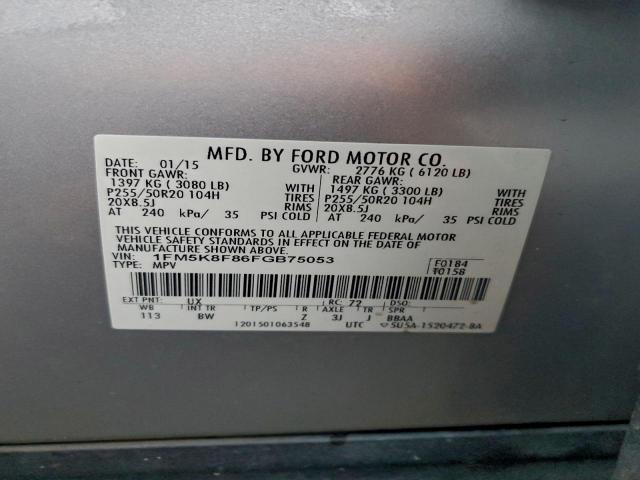 MFD. BY FORD MOTOR CO.
DATE: 01/15 GVWR: 2776 KG ( 6120 LB)
FRONT GAWR: REAR GAWR:
1397 KG ( 3080 LB) WITH 1497 KG ( 3300 LB) WITH
P255/50R20 104H TIRES P255/50R20 104H TIRES
20X8.5J RIMS 20X8.5J RIMS
AT 240 kPa/ 35 PSI COLD AT 240 kPa/ 35 PSI COLD
THIS VEHICLE CONFORMS TO ALL APPLICABLE FEDERAL MOTOR
VEHICLE SAFETY STANDARDS IN EFFECT ON THE DATE OF
MANUFACTURE SHOWN ABOVE.
VIN: 1FM5K8F86FGB75053 F0184
TYPE: MPV T0158
EXT PNT: UX RC: 72 DSO:
WB INT TR TP/PS R AXLE TR SPR
113 BW Z 3J J BBAA
1201501063548 UTC 5U5A-1520472-BA